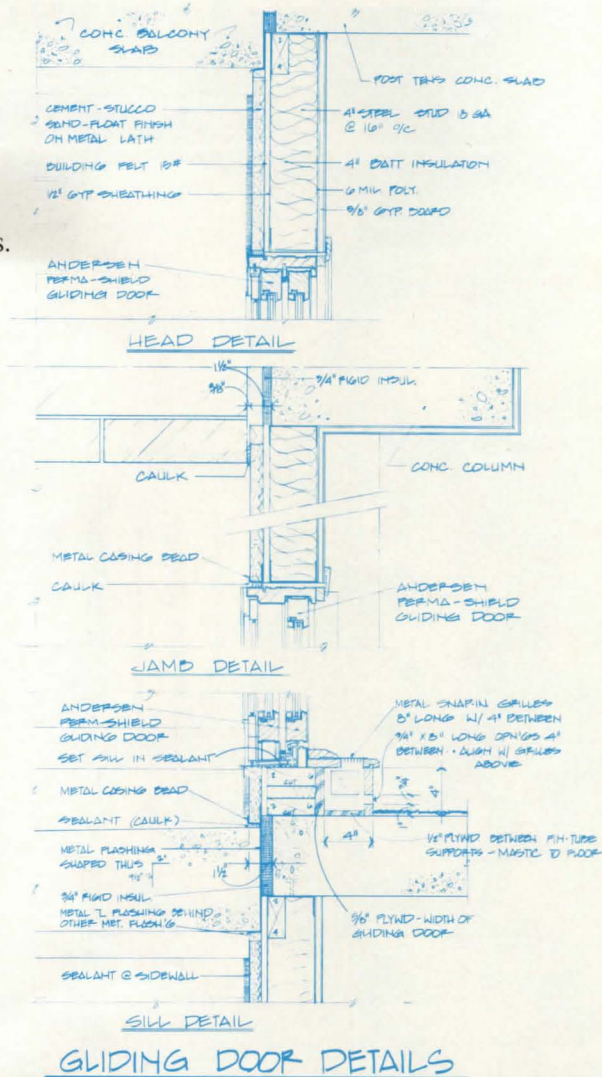 CONC BALCONY
SLAB
POST TENS CONC. SLAB
CEMENT-STUCCO
SAND-FLOAT FINISH
ON METAL LATH
BUILDING FELT 15#
1/2" GYP SHEATHING
4" STEEL STUD 18 GA
@ 16" O/C
4" BATT INSULATION
6 MIL POLY.
5/8" GYP. BOARD
s.
ANDERSEN
PERMA-SHIELD
GLIDING DOOR
HEAD DETAIL
1 1/2"
3/8"
3/4" RIGID INSUL.
CAULK
CONC. COLUMN
METAL CASING BEAD
CAULK
ANDERSEN
PERMA-SHIELD
GLIDING DOOR
JAMB DETAIL
ANDERSEN
PERM-SHIELD
GLIDING DOOR
SET SILL IN SEALANT
METAL CASING BEAD
SEALANT (CAULK)
METAL FLASHING
SHAPED THUS
1 1/2
3/4" RIGID INSUL.
METAL FLASHING BEHIND
OTHER MET. FLASH'G
SEALANT @ SIDEWALL
METAL SNAP-IN GRILLES
8" LONG W/ 4" BETWEEN
3/4" X 8" LONG OPN'GS 4"
BETWEEN - ALIGN W/ GRILLES
ABOVE
4"
1/2" PLYWD BETWEEN FIN-TUBE
SUPPORTS - MASTIC TO FLOOR
5/8" PLYWD - WIDTH OF
GLIDING DOOR
SILL DETAIL
GLIDING DOOR DETAILS